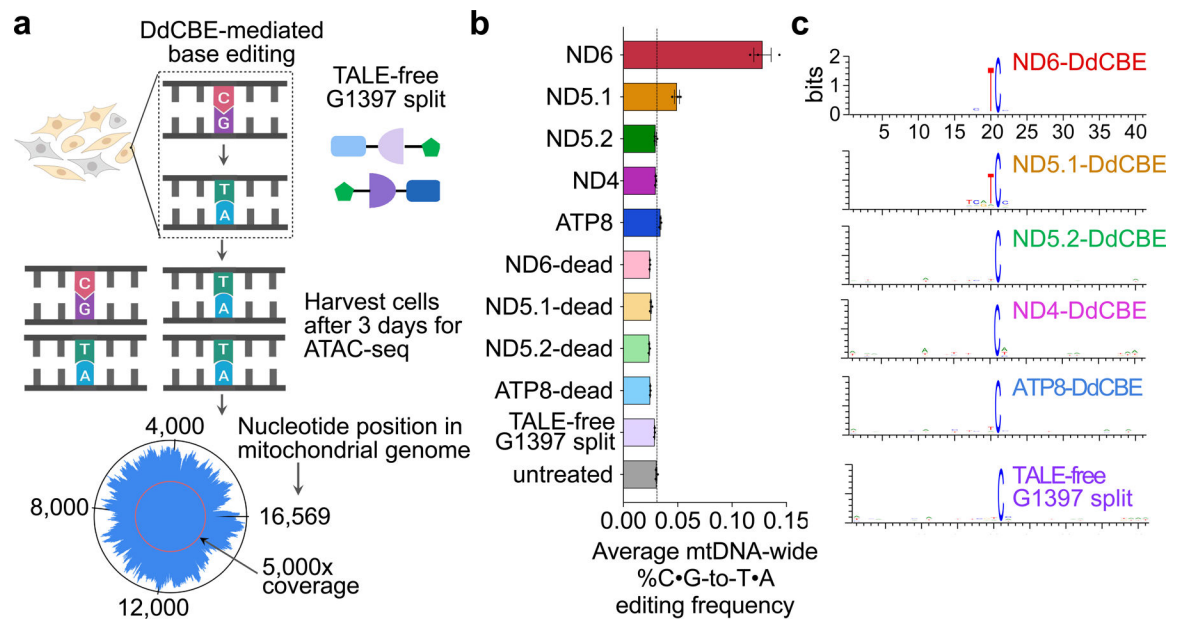 a
DdCBE-mediated
base editing
TALE-free
G1397 split
C
G
T
A
C
G
T
A
T
A
T
A
Harvest cells
after 3 days for
ATAC-seq
Nucleotide position in
mitochondrial genome
4,000
8,000
16,569
5,000x
coverage
12,000
b
ND6
ND5.1
ND5.2
ND4
ATP8
ND6-dead
ND5.1-dead
ND5.2-dead
ATP8-dead
TALE-free
G1397 split
untreated
0.00 0.05 0.10 0.15
Average mtDNA-wide
%C•G-to-T•A
editing frequency
c
bits
2
1
0
T C
ND6-DdCBE
5 10 15 20 25 30 35 40
T C A T C C
ND5.1-DdCBE
C
ND5.2-DdCBE
C
ND4-DdCBE
C
ATP8-DdCBE
C
TALE-free
G1397 split